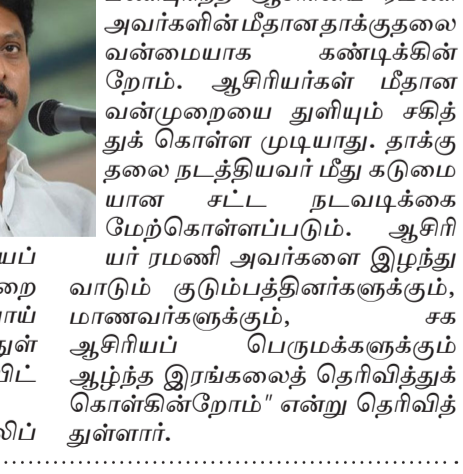 அவர்களின் மீதான தாக்குதலை
வன்மையாக கண்டிக்கின்
றோம். ஆசிரியர்கள் மீதான
வன்முறையை துளியும் சகித்
துக் கொள்ள முடியாது. தாக்கு
தலை நடத்தியவர் மீது கடுமை
யான சட்ட நடவடிக்கை
மேற்கொள்ளப்படும். ஆசிரி
யர் ரமணி அவர்களை இழந்து
வாடும் குடும்பத்தினர்களுக்கும்,
மாணவர்களுக்கும், சக
ஆசிரியப் பெருமக்களுக்கும்
ஆழ்ந்த இரங்கலைத் தெரிவித்துக்
கொள்கின்றோம்" என்று தெரிவித்
துள்ளார்.